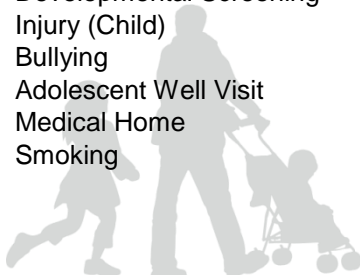 Developmental Screening
Injury (Child)
Bullying
Adolescent Well Visit
Medical Home
Smoking